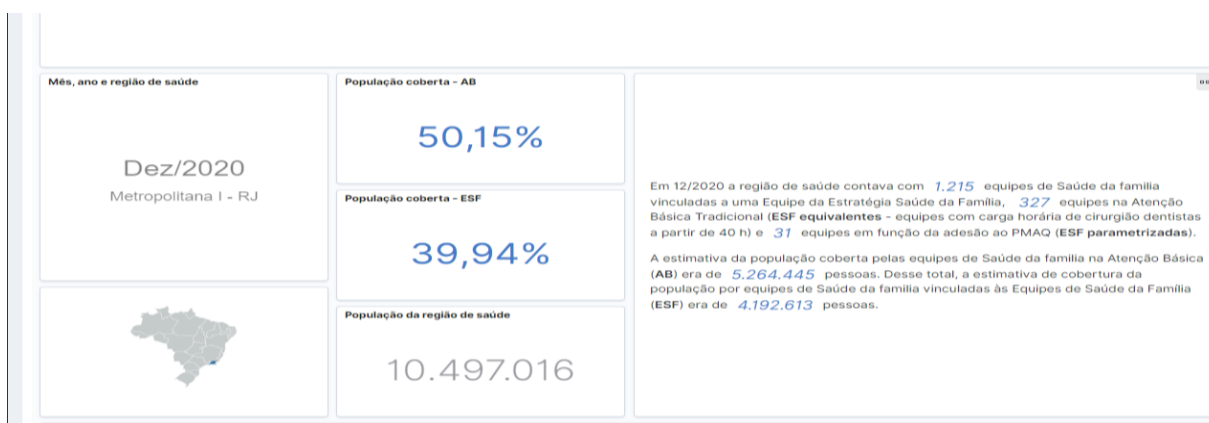 Mês, ano e região de saúde
Dez/2020
Metropolitana I - RJ
População coberta - AB
50,15%
População coberta - ESF
39,94%
População da região de saúde
10.497.016
Em 12/2020 a região de saúde contava com 1.215 equipes de Saúde da familia
vinculadas a uma Equipe da Estratégia Saúde da Família, 327 equipes na Atenção
Básica Tradicional (ESF equivalentes - equipes com carga horária de cirurgião dentistas
a partir de 40 h) e 31 equipes em função da adesão ao PMAQ (ESF parametrizadas).
A estimativa da população coberta pelas equipes de Saúde da familia na Atenção Básica
(AB) era de 5.264.445 pessoas. Desse total, a estimativa de cobertura da
população por equipes de Saúde da familia vinculadas às Equipes de Saúde da Família
(ESF) era de 4.192.613 pessoas.